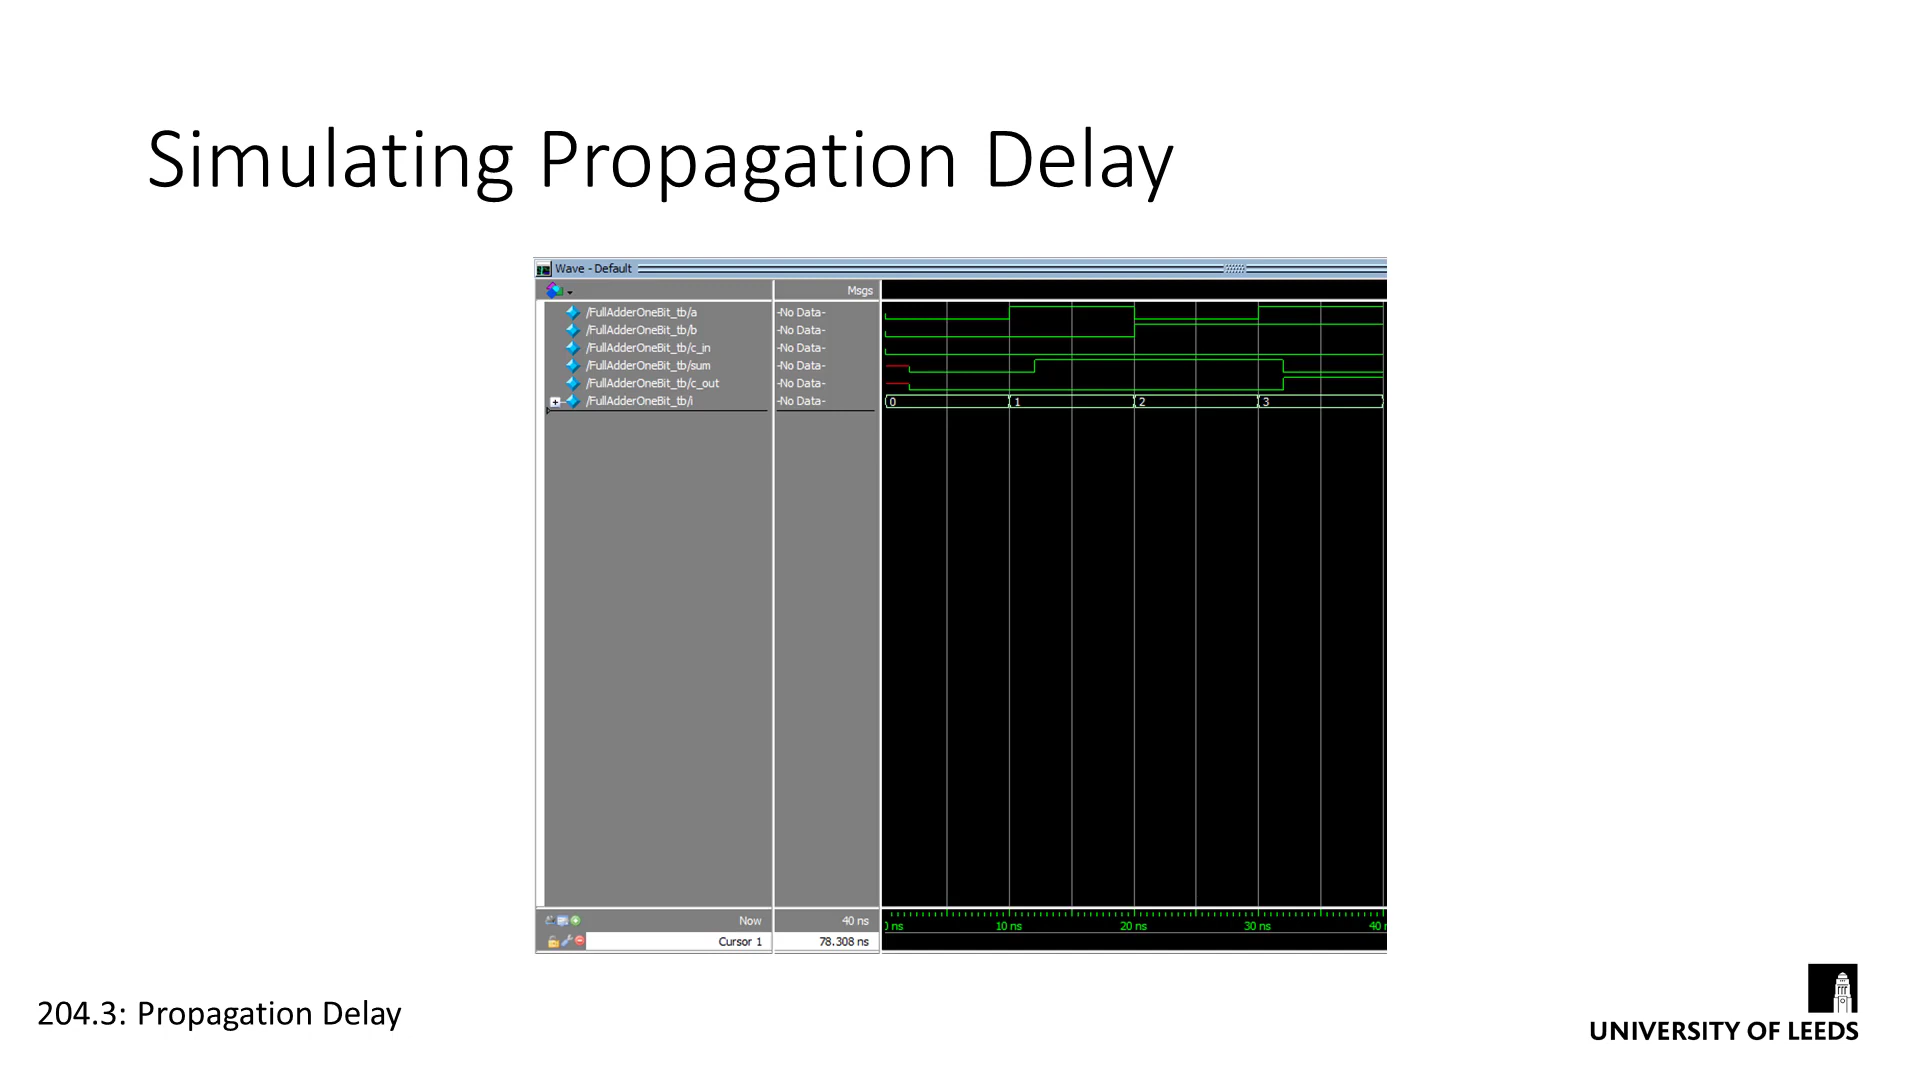 Simulating Propagation Delay
Wave - Default
Msgs
/FullAdderOneBit_tb/a -No Data-
/FullAdderOneBit_tb/b -No Data-
/FullAdderOneBit_tb/c_in -No Data-
/FullAdderOneBit_tb/sum -No Data-
/FullAdderOneBit_tb/c_out -No Data-
/FullAdderOneBit_tb/i -No Data- 0 1 2 3
Now 40 ns
ns 10 ns 20 ns 30 ns 40
Cursor 1 78.308 ns
204.3: Propagation Delay
UNIVERSITY OF LEEDS